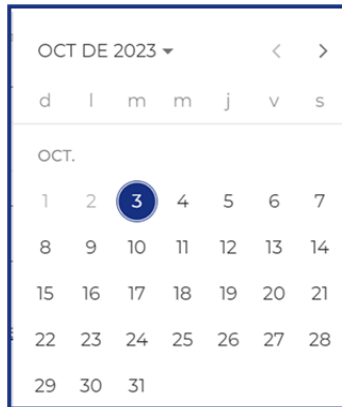 OCT DE 2023
d l m m j v s
OCT.
1 2 3 4 5 6 7
8 9 10 11 12 13 14
15 16 17 18 19 20 21
22 23 24 25 26 27 28
29 30 31